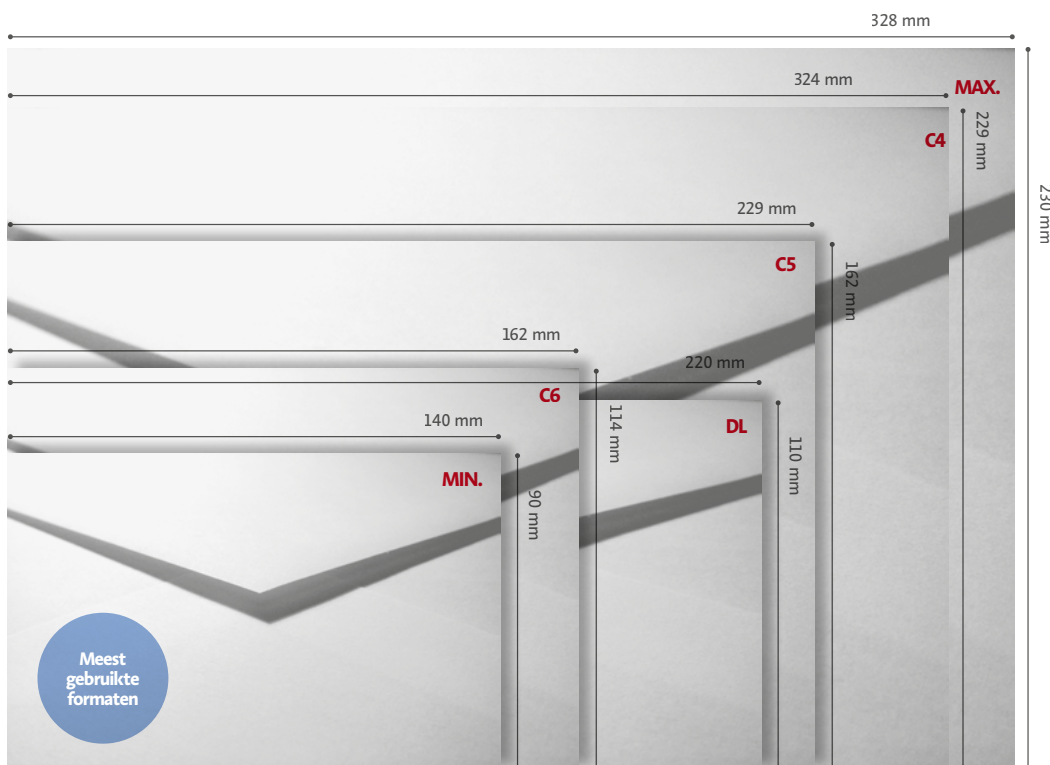 328 mm
324 mm
MAX.
229 mm
C4
230 mm
229 mm
C5
162 mm
162 mm
220 mm
C6
114 mm
140 mm
DL
110 mm
MIN.
90 mm
Meest
gebruikte
formaten